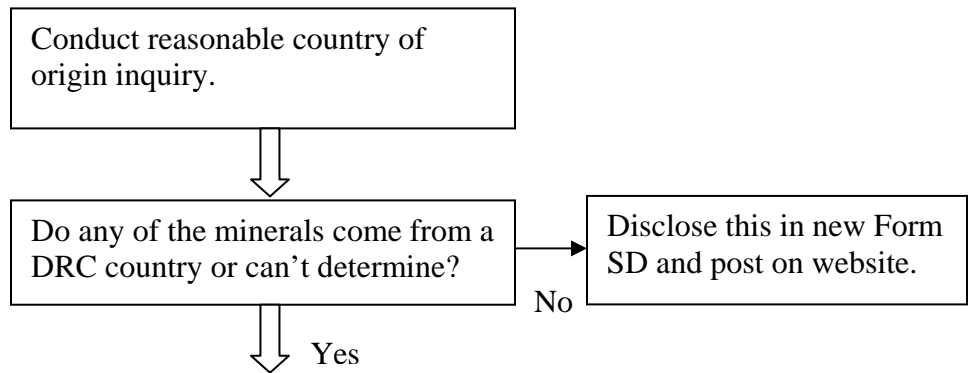 Conduct reasonable country of
origin inquiry.
Do any of the minerals come from a
DRC country or can’t determine?
Disclose this in new Form
SD and post on website.
No
Yes